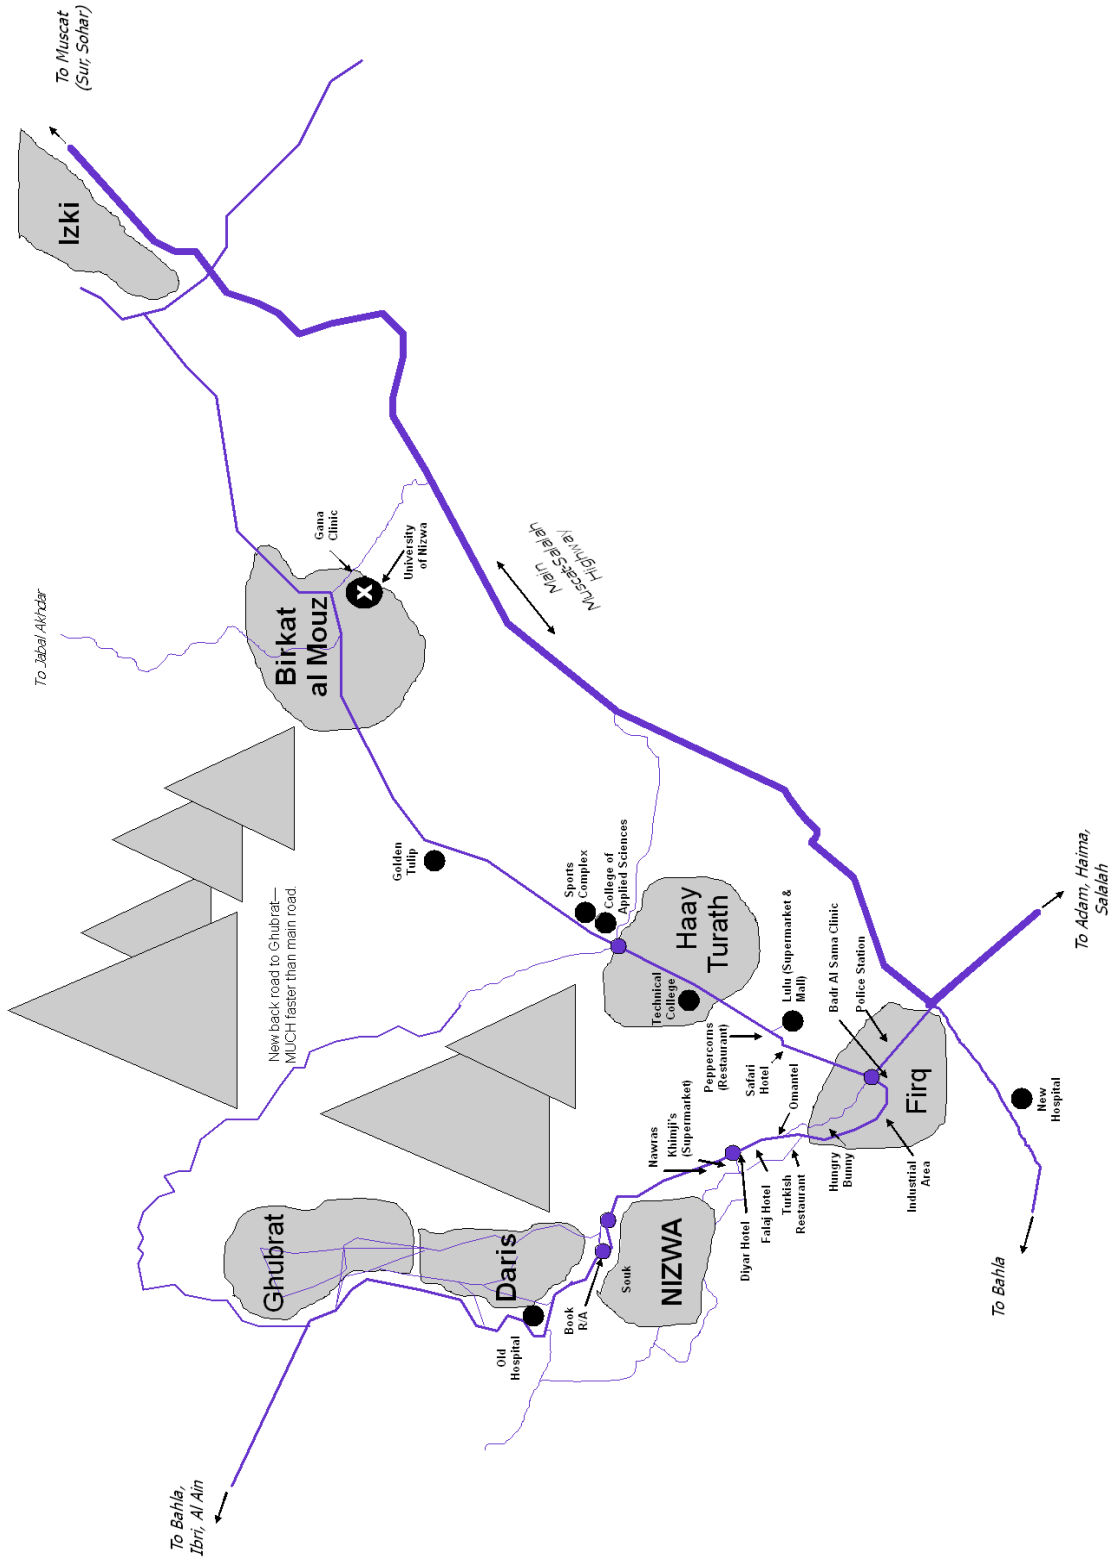 To Muscat
(Sur, Sohar)
Izki
To Jabal Akhdar
Gana
Clinic
University
of Nizwa
X
Birkat
al Mouz
Main
Muscat-Salalah
Highway
Golden
Tulip
New back road to Ghubrat—
MUCH faster than main road.
Sports
Complex
College of
Applied Sciences
Haay
Turath
Technical
College
Lulu (Supermarket &
Mall)
Peppercorns
(Restaurant)
Safari
Hotel
Omantel
Badr Al Sama Clinic
Police Station
To Adam, Haima,
Salalah
Firq
New
Hospital
Nawras
Khimji's
(Supermarket)
Hungry
Bunny
Industrial
Area
Turkish
Restaurant
Falaj Hotel
Diyar Hotel
To Bahla
Ghubrat
Daris
NIZWA
Souk
Book
R/A
Old
Hospital
To Bahla,
Ibri, Al Ain